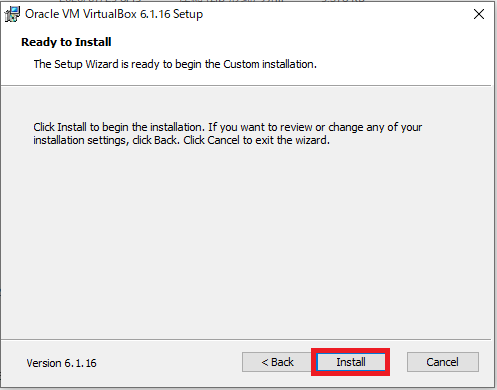 Oracle VM VirtualBox 6.1.16 Setup
Ready to Install
The Setup Wizard is ready to begin the Custom installation.
Click Install to begin the installation. If you want to review or change any of your
installation settings, click Back. Click Cancel to exit the wizard.
Version 6.1.16
< Back
Install
Cancel